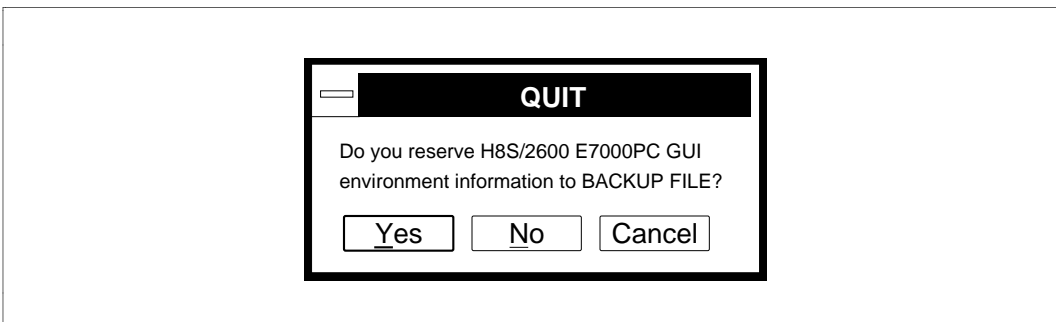 QUIT
Do you reserve H8S/2600 E7000PC GUI
environment information to BACKUP FILE?
Yes No Cancel